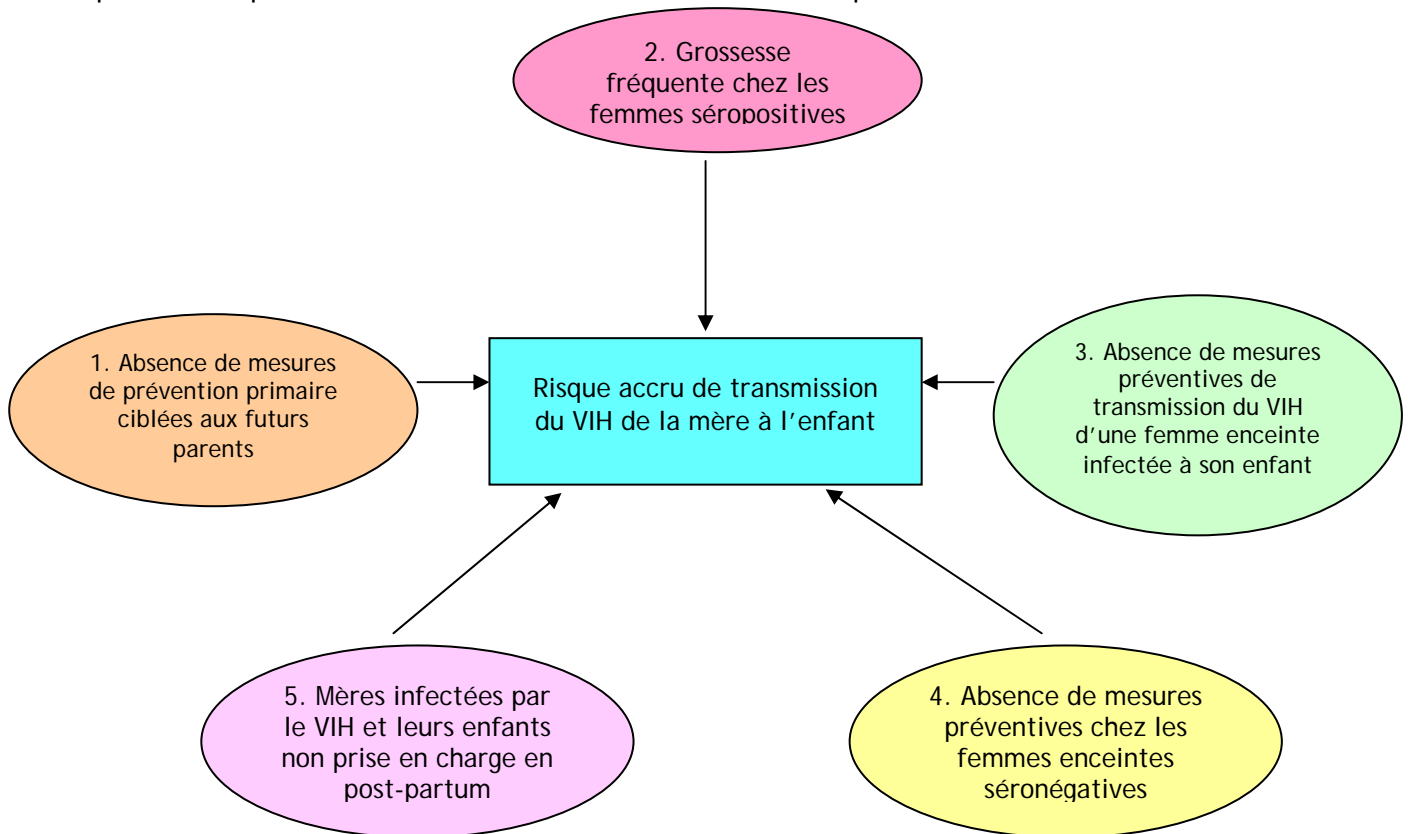 2. Grossesse
fréquente chez les
femmes séropositives
1. Absence de mesures
de prévention primaire
ciblées aux futurs
parents
Risque accru de transmission
du VIH de la mère à l'enfant
3. Absence de mesures
préventives de
transmission du VIH
d'une femme enceinte
infectée à son enfant
5. Mères infectées par
le VIH et leurs enfants
non prise en charge en
post-partum
4. Absence de mesures
préventives chez les
femmes enceintes
séronégatives